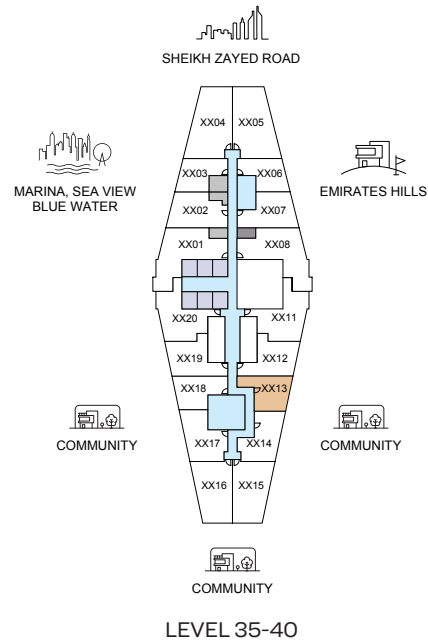 SHEIKH ZAYED ROAD
XX04
XX05
MARINA, SEA VIEW
BLUE WATER
EMIRATES HILLS
XX03
XX06
XX02
XX07
XX01
XX08
XX20
XX11
XX19
XX12
XX18
XX13
COMMUNITY
COMMUNITY
XX17
XX14
XX16
XX15
COMMUNITY
LEVEL 35-40